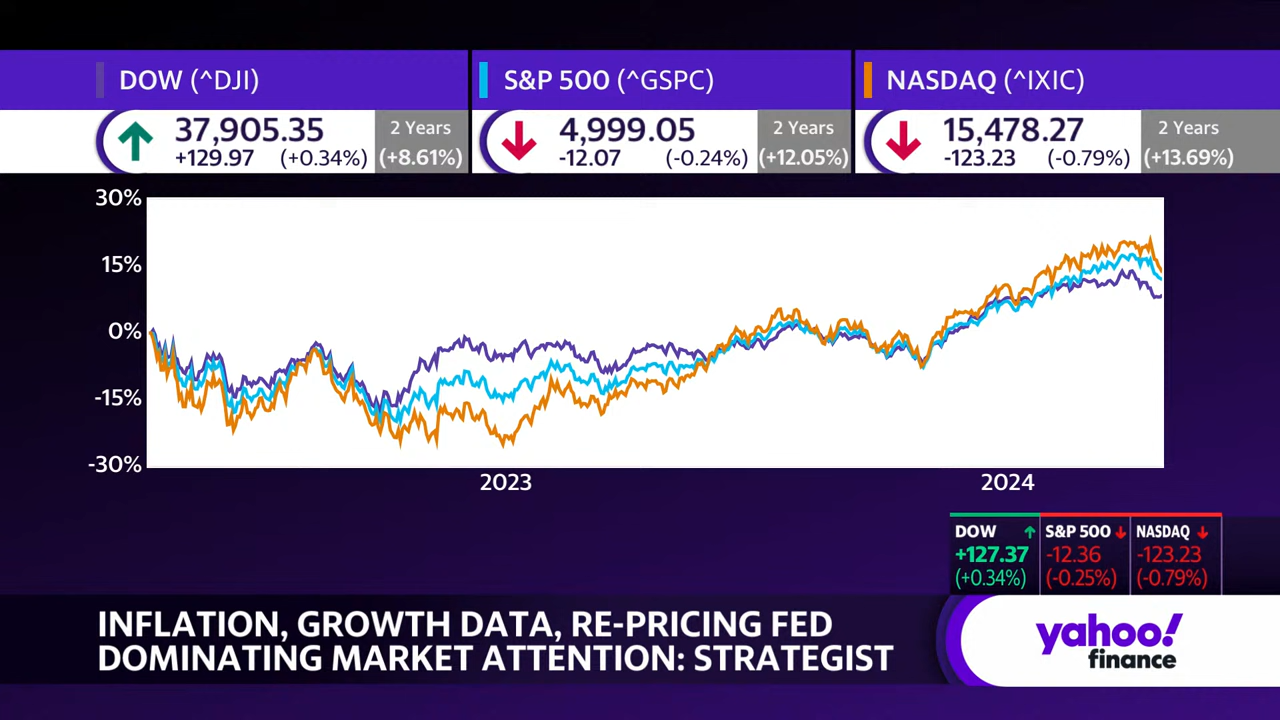 DOW (^DJI)
37,905.35
+129.97 (+0.34%)
2 Years
(+8.61%)
S&P 500 (^GSPC)
4,999.05
-12.07 (-0.24%)
2 Years
(+12.05%)
NASDAQ (^IXIC)
15,478.27
-123.23 (-0.79%)
2 Years
(+13.69%)
30%
15%
0%
-15%
-30%
2023
2024
DOW
+127.37
(+0.34%)
S&P 500
-12.36
(-0.25%)
NASDAQ
-123.23
(-0.79%)
INFLATION, GROWTH DATA, RE-PRICING FED
DOMINATING MARKET ATTENTION: STRATEGIST
yahoo!
finance